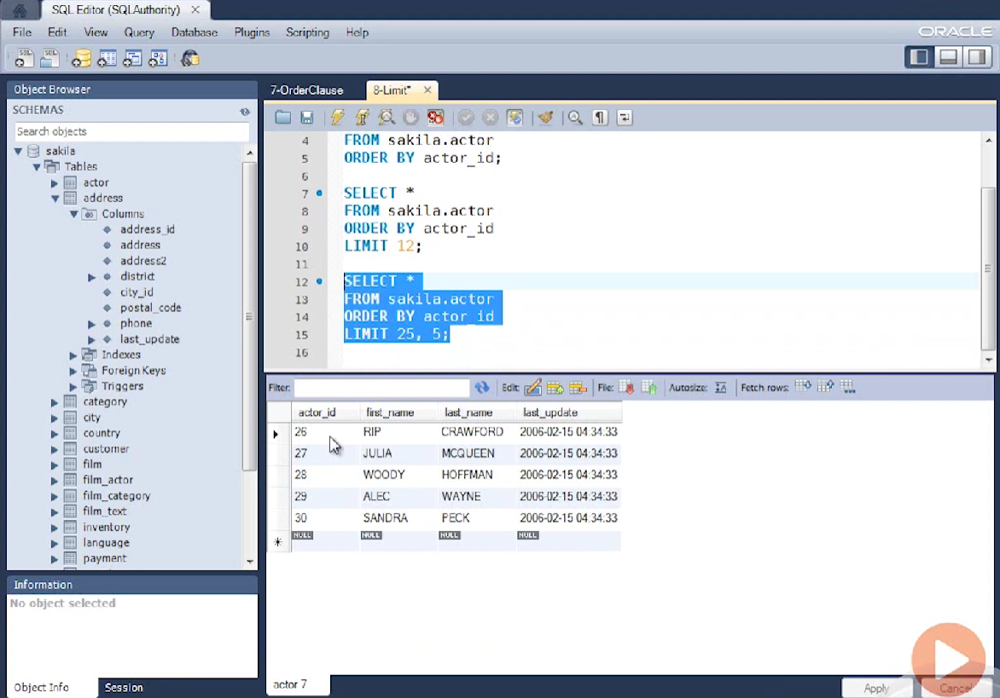 SQL Editor (SQLAuthority)
File Edit View Query Database Plugins Scripting Help
ORACLE
SQL SQL
Object Browser
7-OrderClause 8-Limit*
SCHEMAS
Search objects
sakila
Tables
actor
address
Columns
address_id
address
address2
district
city_id
postal_code
phone
last_update
Indexes
Foreign Keys
Triggers
category
city
country
customer
film
film_actor
film_category
film_text
inventory
language
payment
4 FROM sakila.actor
5 ORDER BY actor_id;
6
7 SELECT *
8 FROM sakila.actor
9 ORDER BY actor_id
10 LIMIT 12;
11
12 SELECT *
13 FROM sakila.actor
14 ORDER BY actor_id
15 LIMIT 25, 5;
16
Filter: Edit: File: Autosize: Fetch rows:
actor_id first_name last_name last_update
26 RIP CRAWFORD 2006-02-15 04:34:33
27 JULIA MCQUEEN 2006-02-15 04:34:33
28 WOODY HOFFMAN 2006-02-15 04:34:33
29 ALEC WAYNE 2006-02-15 04:34:33
30 SANDRA PECK 2006-02-15 04:34:33
NULL NULL NULL NULL
Information
No object selected
Object Info Session
actor 7
Apply Cancel